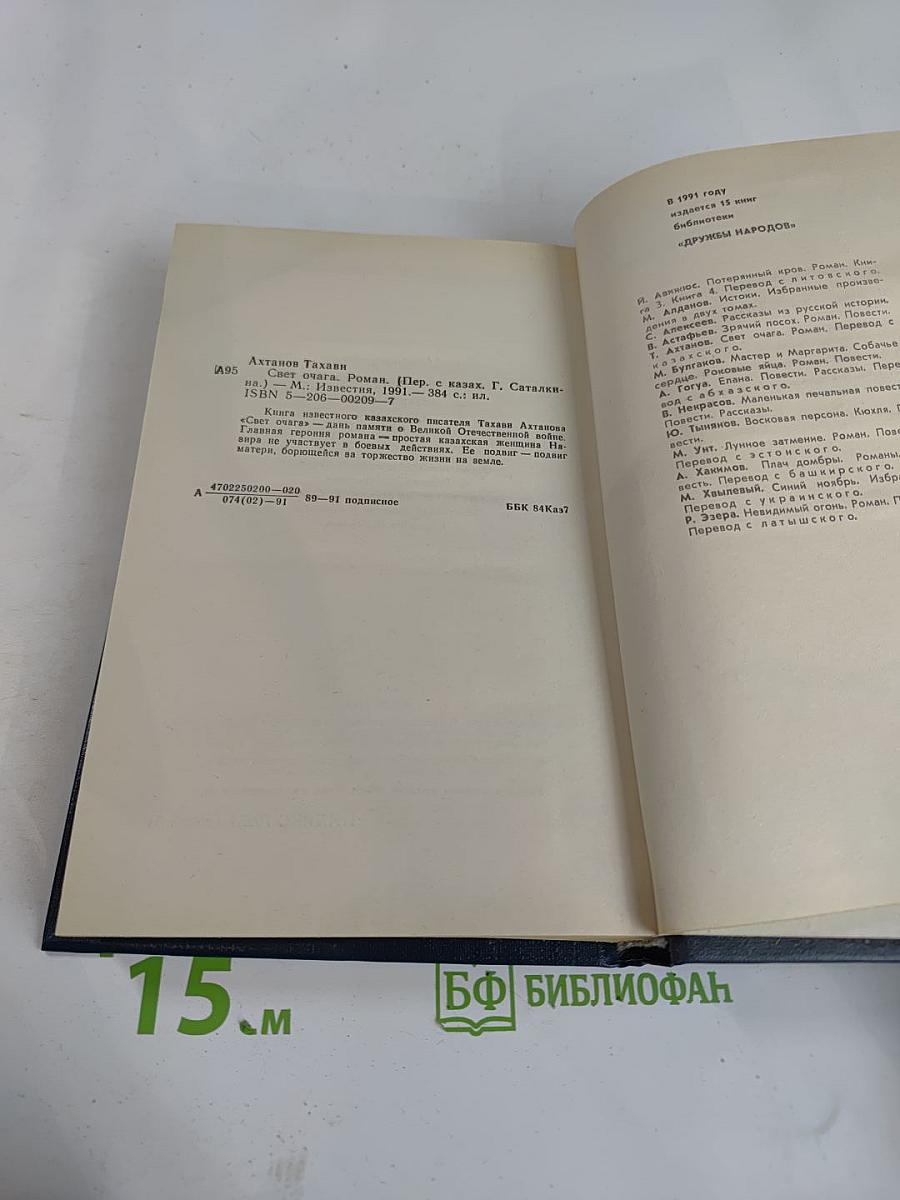 Ахтанов Тахави
А95 Свет очага. Роман. (Пер. с казах. Г. Саталки-
на.) — М.: Известия, 1991. — 384 с.: ил.
ISBN 5—206—00209—7
Книга известного казахского писателя Тахави Ахтанова
«Свет очага» — дань памяти о Великой Отечественной войне.
Главная героиня романа — простая казахская женщина На-
вира не участвует в боевых действиях. Ее подвиг — подвиг
матери, борющейся за торжество жизни на земле.
А 4702250200—020
074(02)—91
89—91 подписное
ББК 84Каз7
В 1991 году
издается 15 книг
библиотеки
«ДРУЖБЫ НАРОДОВ»
Й. Авижюс. Потерянный кров. Роман. Кни-
га 3. Книга 4. Перевод с литовского.
М. Алданов. Истоки. Избранные произве-
дения в двух томах.
С. Алексеев. Рассказы из русской истории.
В. Астафьев. Зрячий посох. Роман. Повести.
Т. Ахтанов. Свет очага. Роман. Перевод с
казахского.
М. Булгаков. Мастер и Маргарита. Собачье
сердце. Роковые яйца. Роман. Повести.
А. Гогуа. Елана. Повести. Рассказы. Пере
вод с абхазского.
В. Некрасов. Маленькая печальная повест
Повести. Рассказы.
Ю. Тынянов. Восковая персона. Кюхля. П
вести.
М. Унт. Лунное затмение. Роман. Пове
Перевод с эстонского.
А. Хакимов. Плач домбры. Романы.
весть. Перевод с башкирского.
М. Хвылевый. Синий ноябрь. Избра
Перевод с украинского.
Р. Эзера. Невидимый огонь. Роман. П
Перевод с латышского.
15 см
БФ БИБЛИОФАН